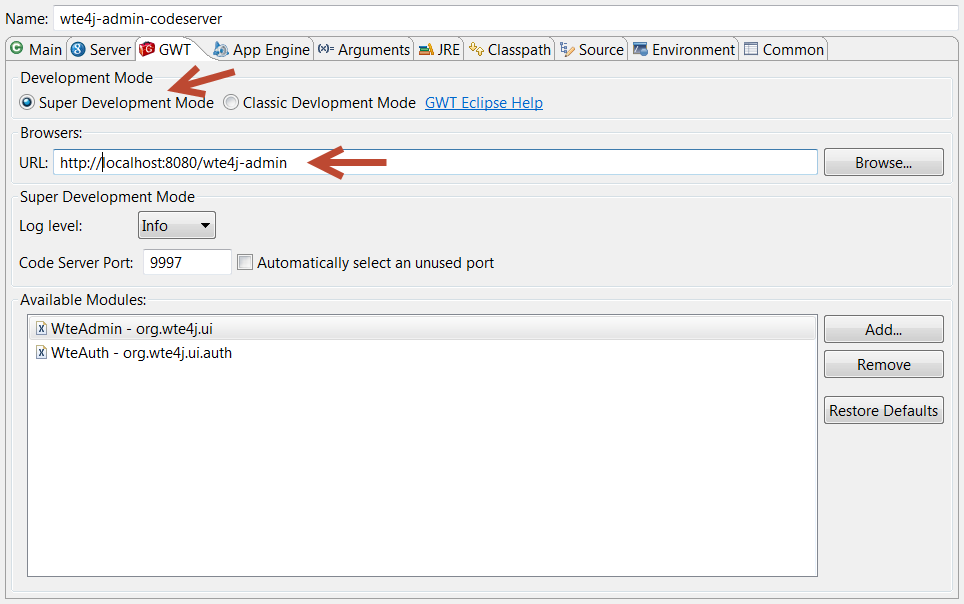 Name: wte4j-admin-codeserver
Main Server GWT App Engine (x)= Arguments JRE Classpath Source Environment Common
Development Mode
Super Development Mode Classic Devlopment Mode GWT Eclipse Help
Browsers:
URL: http://localhost:8080/wte4j-admin Browse...
Super Development Mode
Log level: Info
Code Server Port: 9997 Automatically select an unused port
Available Modules:
WteAdmin - org.wte4j.ui Add...
WteAuth - org.wte4j.ui.auth
Remove
Restore Defaults